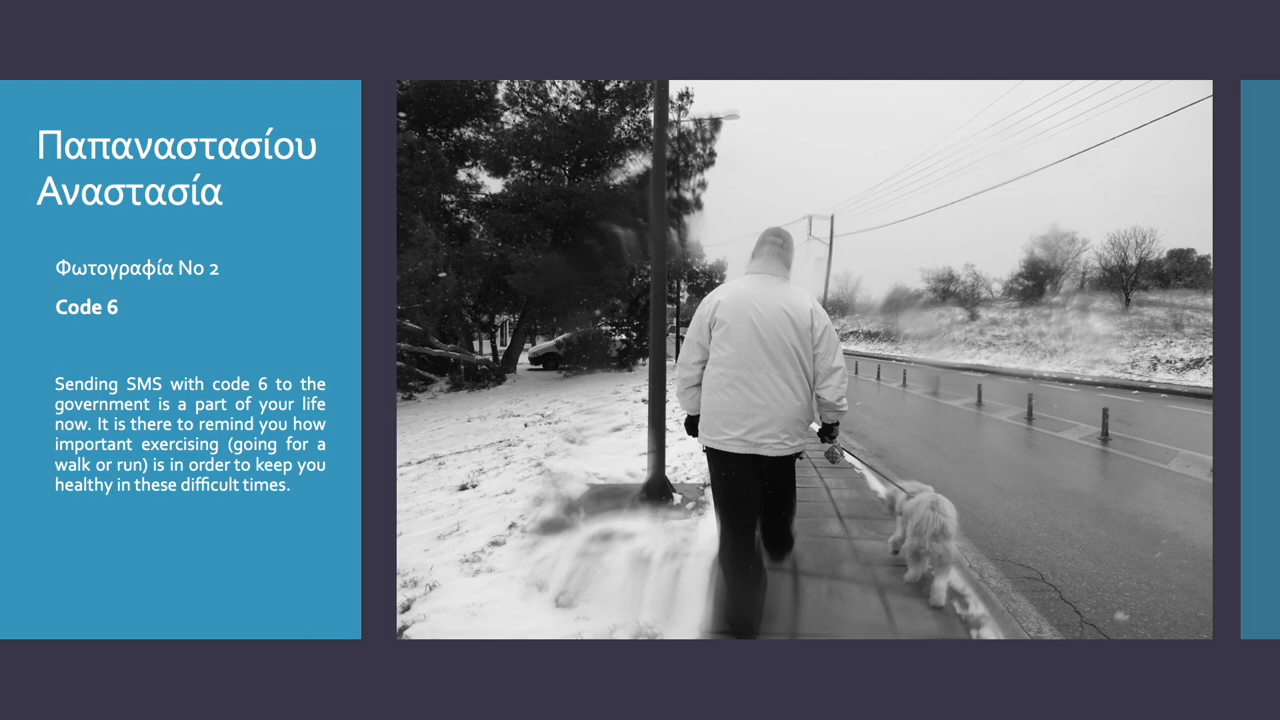 Παπαναστασίου
Αναστασία
Φωτογραφία Νο 2
Code 6
Sending SMS with code 6 to the
government is a part of your life
now. It is there to remind you how
important exercising (going for a
walk or run) is in order to keep you
healthy in these difficult times.